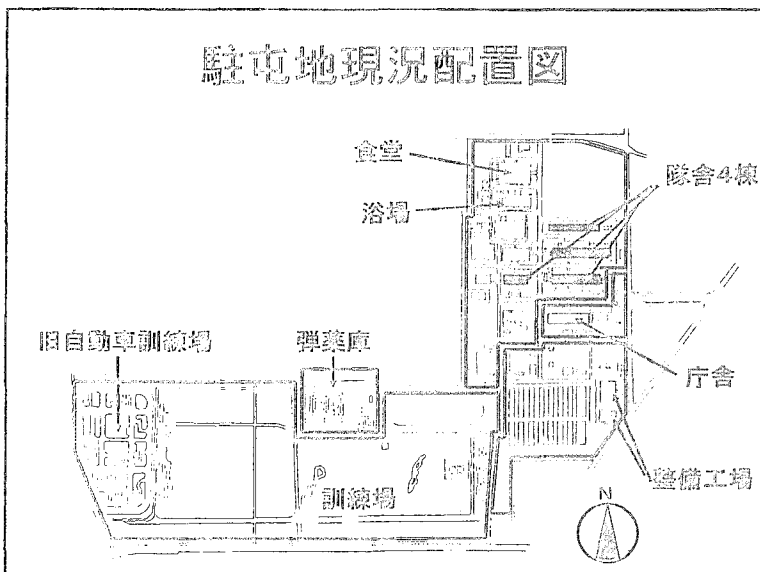 駐屯地現況配置図
食堂
隊舎4棟
浴場
旧自動車訓練場
弾薬庫
庁舎
整備工場
訓練場
N